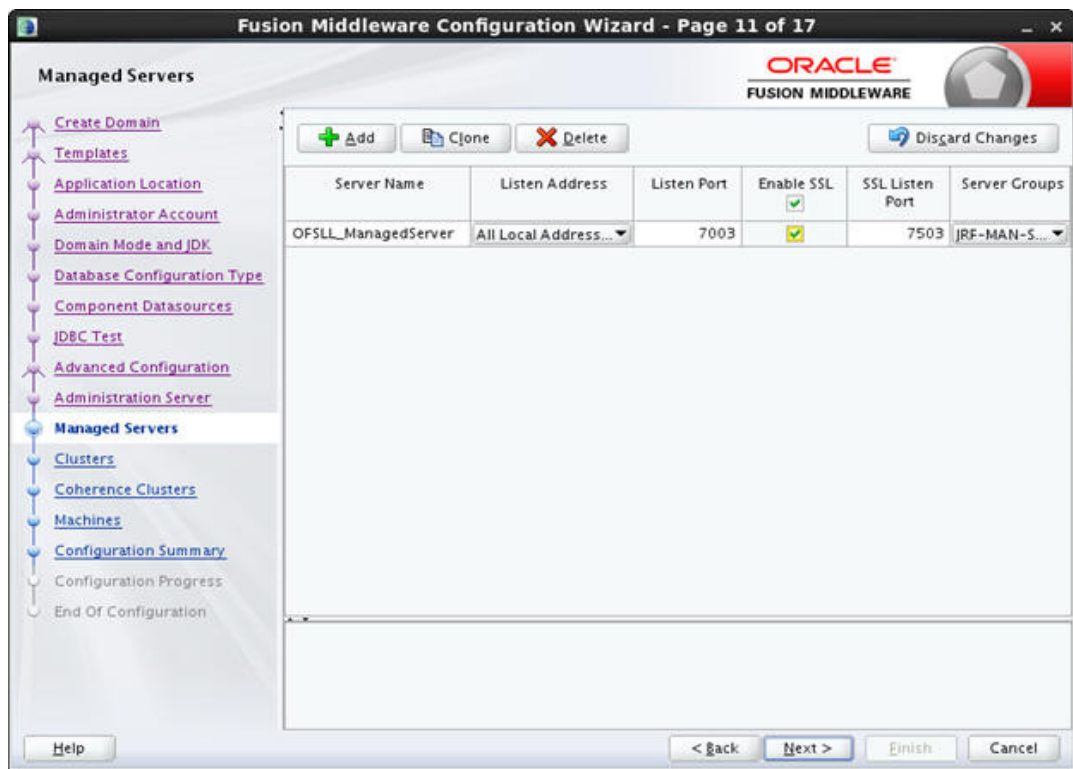 Fusion Middleware Configuration Wizard - Page 11 of 17
Managed Servers
ORACLE
FUSION MIDDLEWARE
Create Domain
Templates
Application Location
Administrator Account
Domain Mode and JDK
Database Configuration Type
Component Datasources
JDBC Test
Advanced Configuration
Administration Server
Managed Servers
Clusters
Coherence Clusters
Machines
Configuration Summary
Configuration Progress
End Of Configuration
Add Clone Delete Discard Changes
Server Name Listen Address Listen Port Enable SSL SSL Listen Port Server Groups
OFSLL_ManagedServer All Local Address... 7003 7503 JRF-MAN-S...
Help < Back Next > Finish Cancel